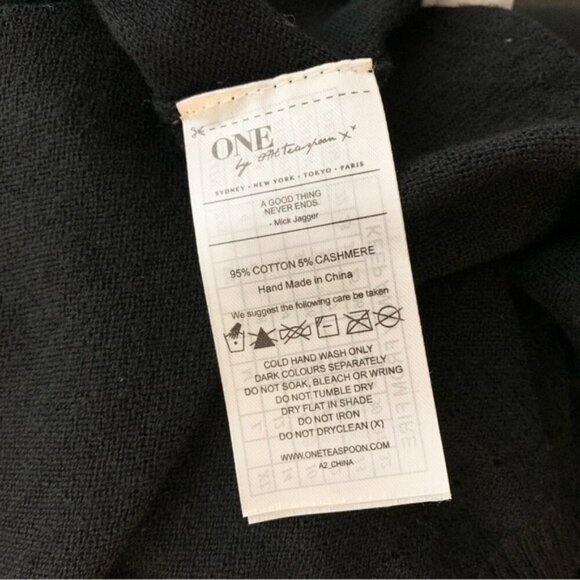 ONE
by oneteaspoon x x
SYDNEY • NEW YORK • TOKYO • PARIS
A GOOD THING
NEVER ENDS.
- Mick Jagger
95% COTTON 5% CASHMERE
Hand Made in China
We suggest the following care be taken
COLD HAND WASH ONLY
DARK COLOURS SEPARATELY
DO NOT SOAK, BLEACH OR WRING
DO NOT TUMBLE DRY
DRY FLAT IN SHADE
DO NOT IRON
DO NOT DRYCLEAN (X)
WWW.ONETEASPOON.COM
A2_CHINA